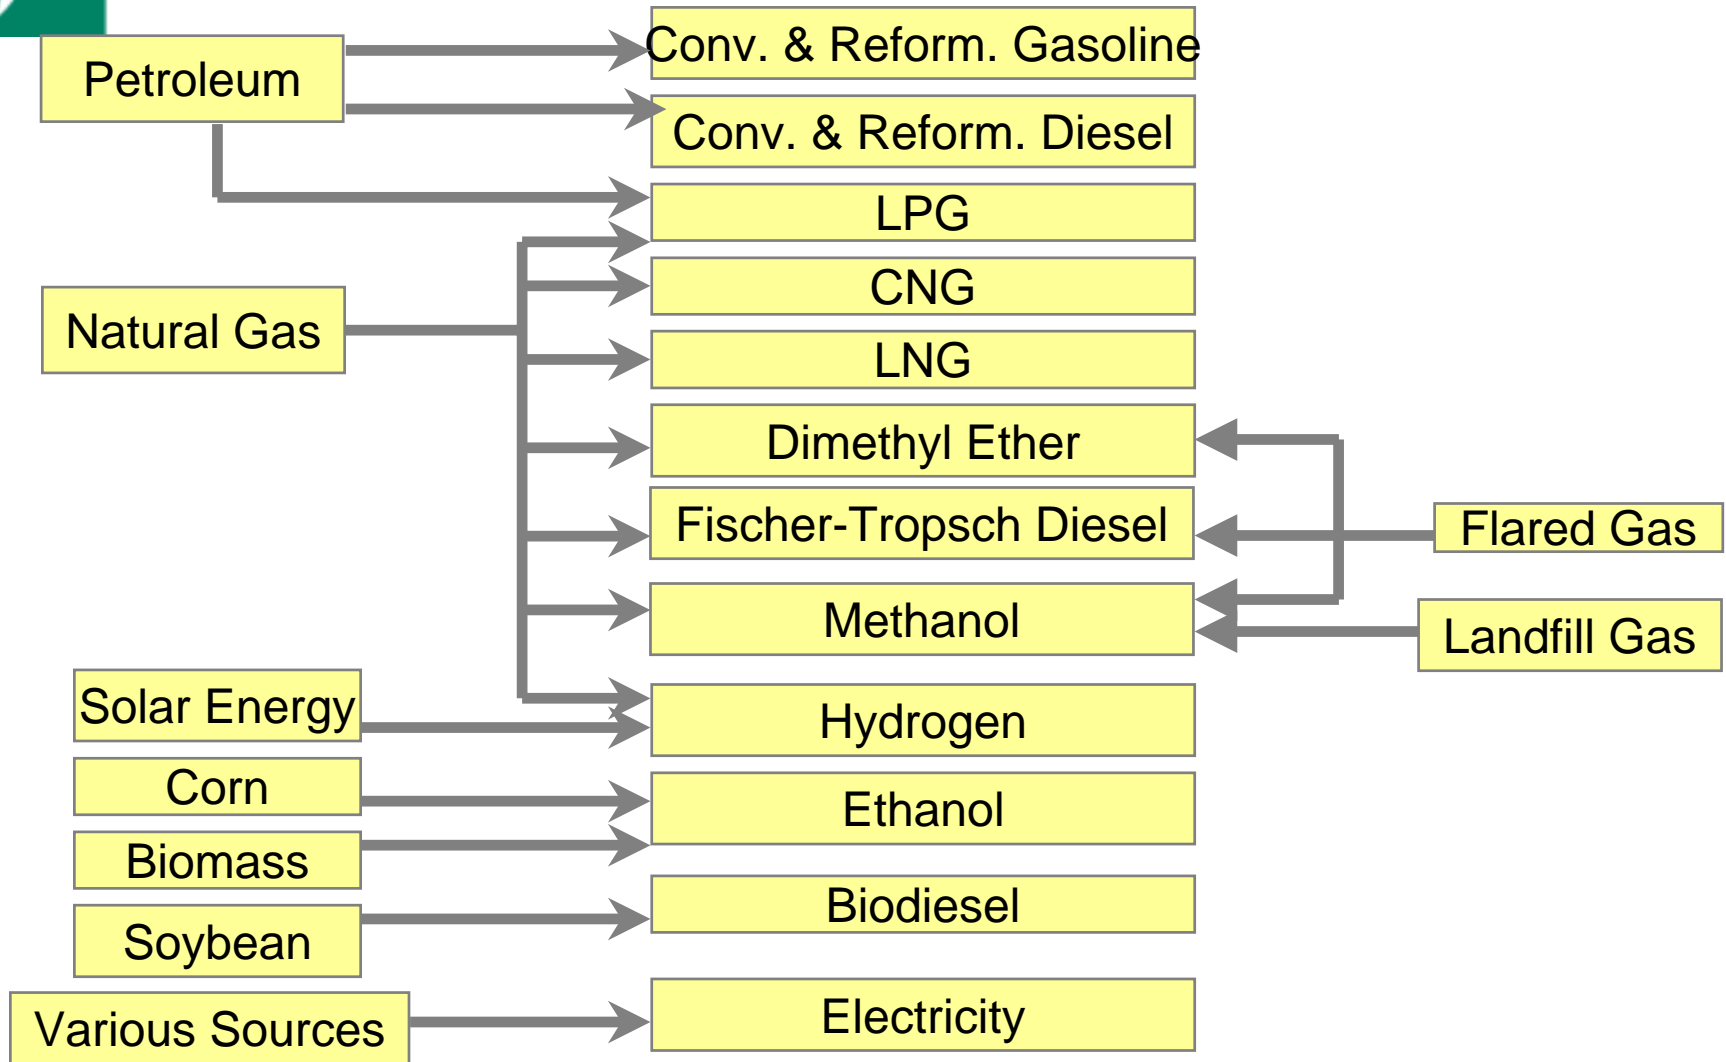 Petroleum
Conv. & Reform. Gasoline
Conv. & Reform. Diesel
LPG
CNG
Natural Gas
LNG
Dimethyl Ether
Fischer-Tropsch Diesel
Flared Gas
Methanol
Landfill Gas
Solar Energy
Hydrogen
Corn
Ethanol
Biomass
Biodiesel
Soybean
Various Sources
Electricity